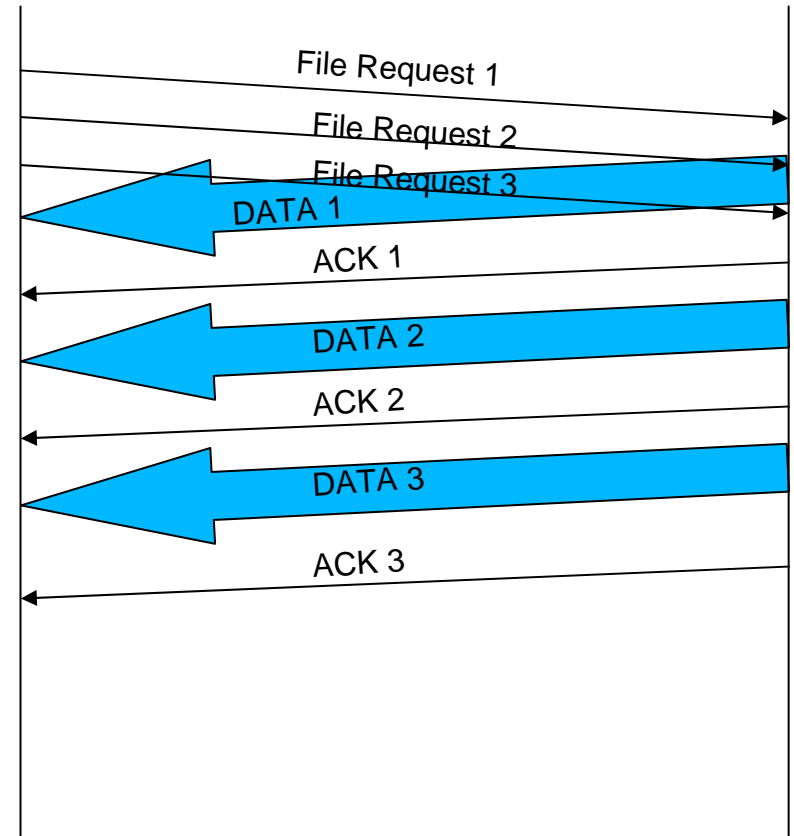 File Request 1
File Request 2
File Request 3
DATA 1
ACK 1
DATA 2
ACK 2
DATA 3
ACK 3